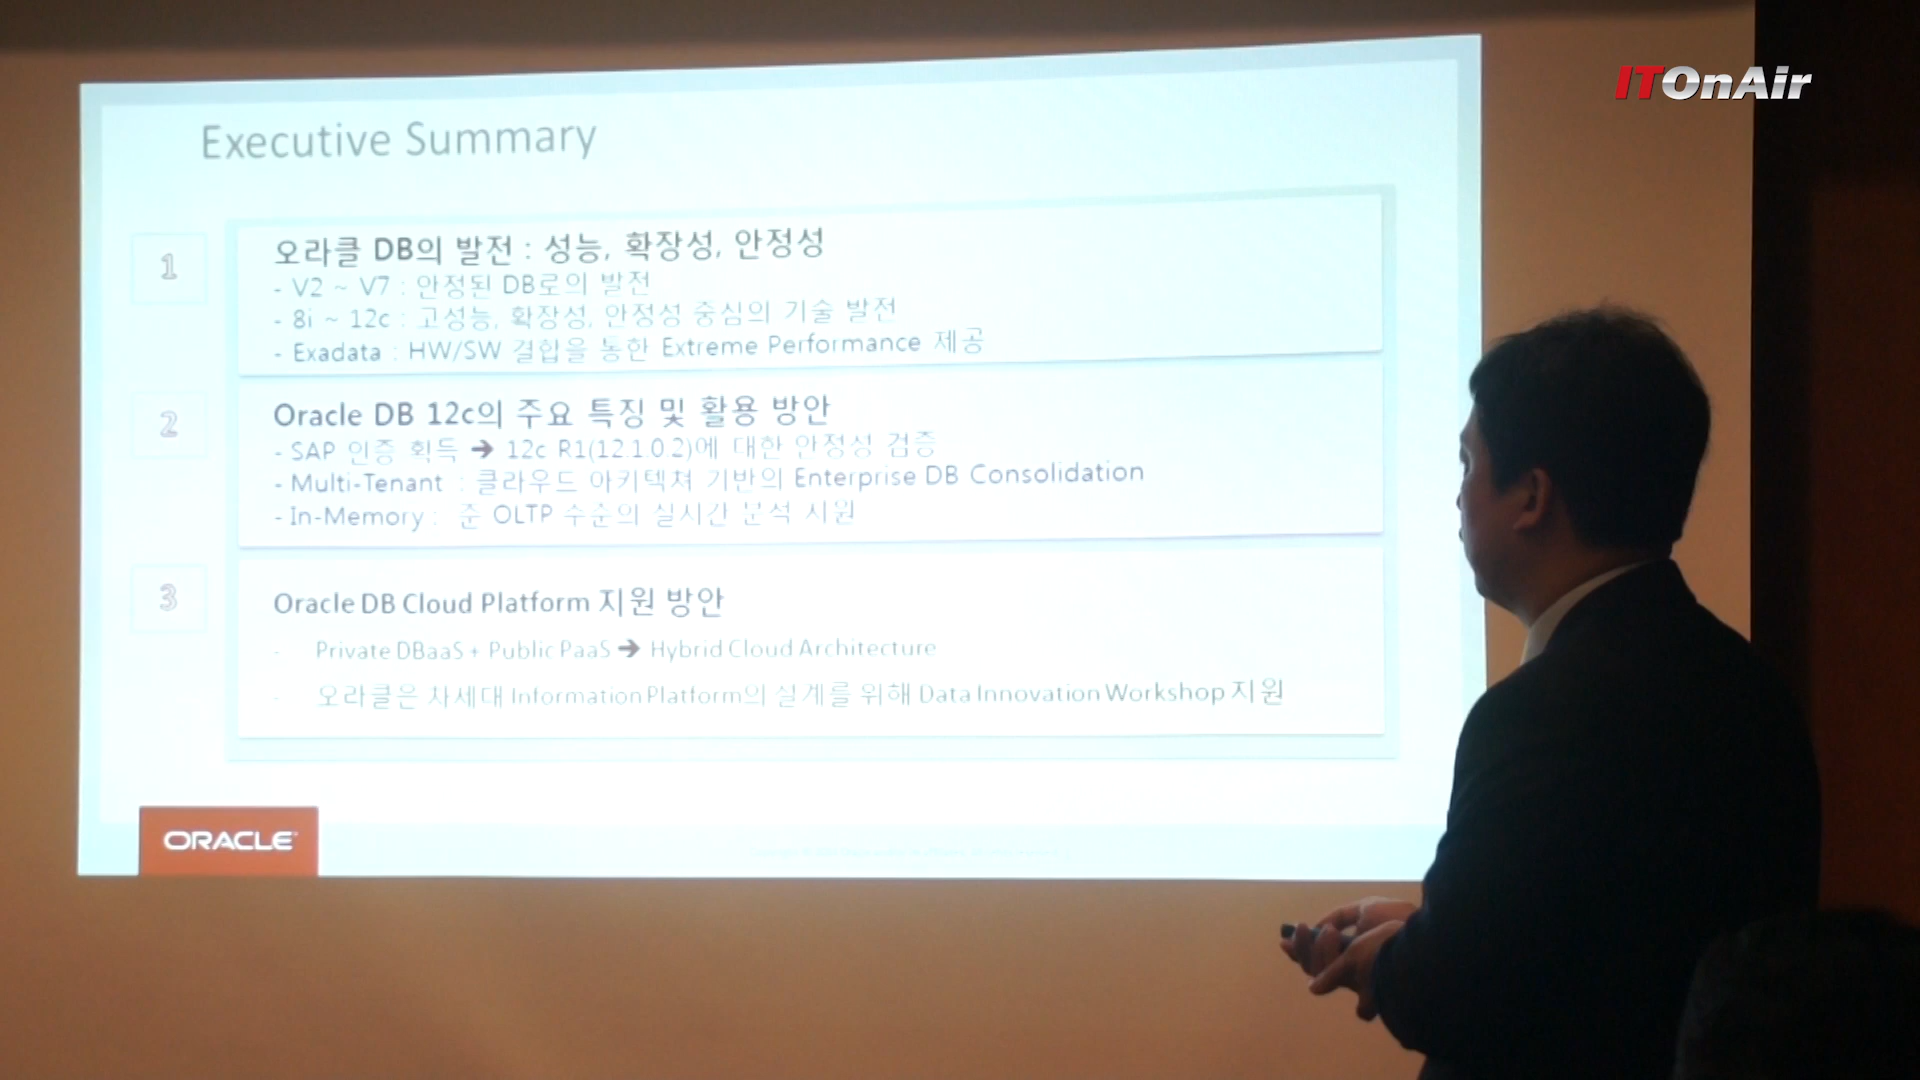 ITOnAir
Executive Summary
1
오라클 DB의 발전 : 성능, 확장성, 안정성
- V2 ~ V7 : 안정된 DB로의 발전
- 8i ~ 12c : 고성능, 확장성, 안정성 중심의 기술 발전
- Exadata : HW/SW 결합을 통한 Extreme Performance 제공
2
Oracle DB 12c의 주요 특징 및 활용 방안
- SAP 인증 획득 ➔ 12c R1(12.1.0.2)에 대한 안정성 검증
- Multi-Tenant : 클라우드 아키텍쳐 기반의 Enterprise DB Consolidation
- In-Memory : 준 OLTP 수준의 실시간 분석 지원
3
Oracle DB Cloud Platform 지원 방안
- Private DBaaS + Public PaaS ➔ Hybrid Cloud Architecture
- 오라클은 차세대 Information Platform의 설계를 위해 Data Innovation Workshop 지원
ORACLE